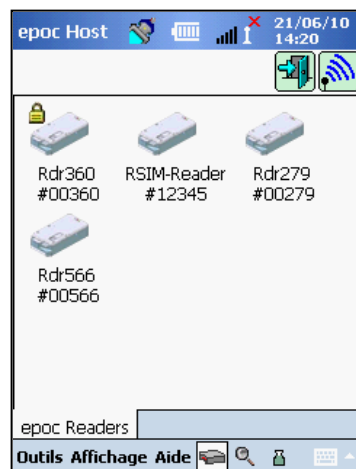 epoc Host 21/06/10
14:20
Rdr360 RSIM-Reader Rdr279
#00360 #12345 #00279
Rdr566
#00566
epoc Readers
Outils Affichage Aide